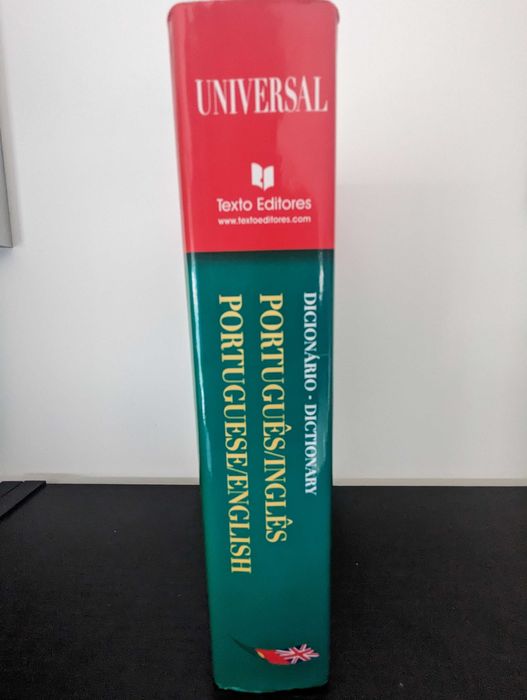 UNIVERSAL
Texto Editores
www.textoeditores.com
DICIONÁRIO - DICTIONARY
PORTUGUÊS/INGLÊS
PORTUGUESE/ENGLISH